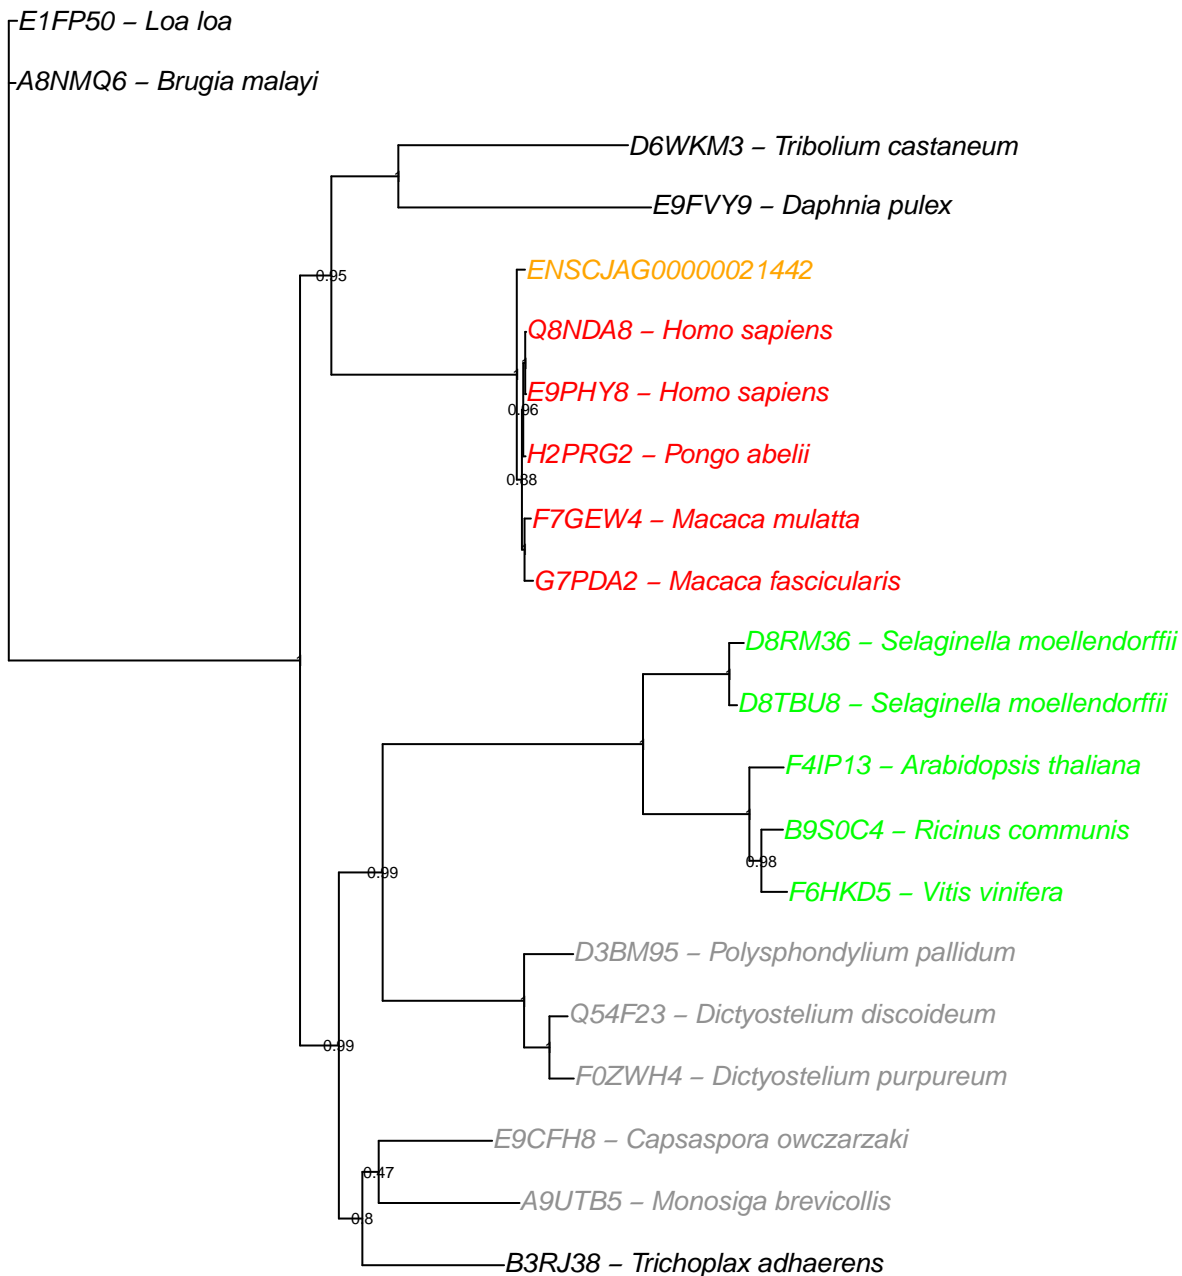 E1FP50 – Loa loa
A8NMQ6 – Brugia malayi
D6WKM3 – Tribolium castaneum
E9FVY9 – Daphnia pulex
0.95
ENSCJAG00000021442
Q8NDA8 – Homo sapiens
E9PHY8 – Homo sapiens
0.96
H2PRG2 – Pongo abelii
0.88
F7GEW4 – Macaca mulatta
G7PDA2 – Macaca fascicularis
D8RM36 – Selaginella moellendorffii
D8TBU8 – Selaginella moellendorffii
F4IP13 – Arabidopsis thaliana
B9S0C4 – Ricinus communis
0.98
0.99
F6HKD5 – Vitis vinifera
D3BM95 – Polysphondylium pallidum
Q54F23 – Dictyostelium discoideum
0.99
F0ZWH4 – Dictyostelium purpureum
E9CFH8 – Capsaspora owczarzaki
0.47
A9UTB5 – Monosiga brevicollis
0.8
B3RJ38 – Trichoplax adhaerens